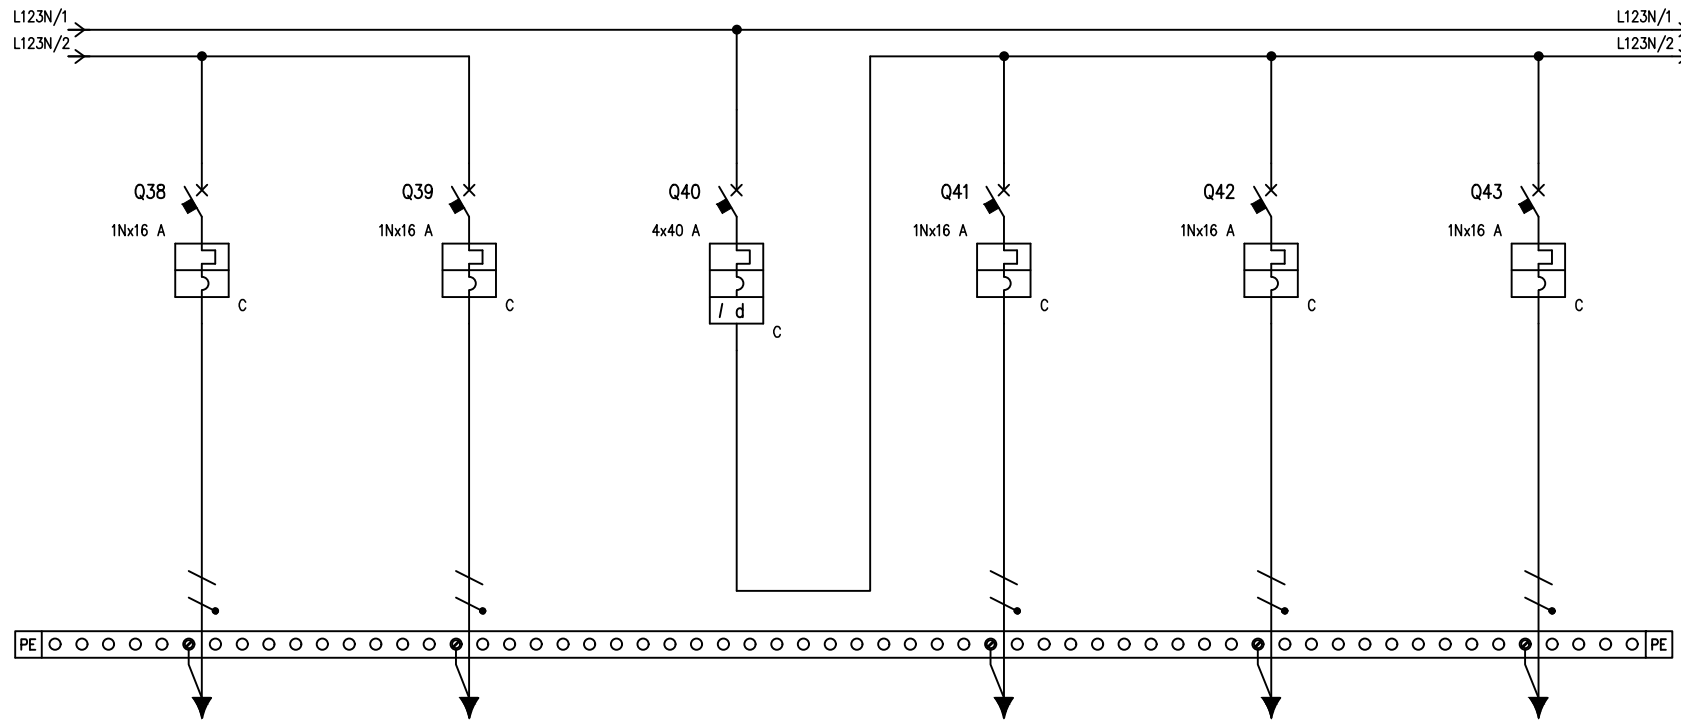 L123N/1 L123N/1
L123N/2 L123N/2
Q38 Q39 Q40 Q41 Q42 Q43
1Nx16 A 1Nx16 A 4x40 A 1Nx16 A 1Nx16 A 1Nx16 A
C C C C C
I d
C
PE PE